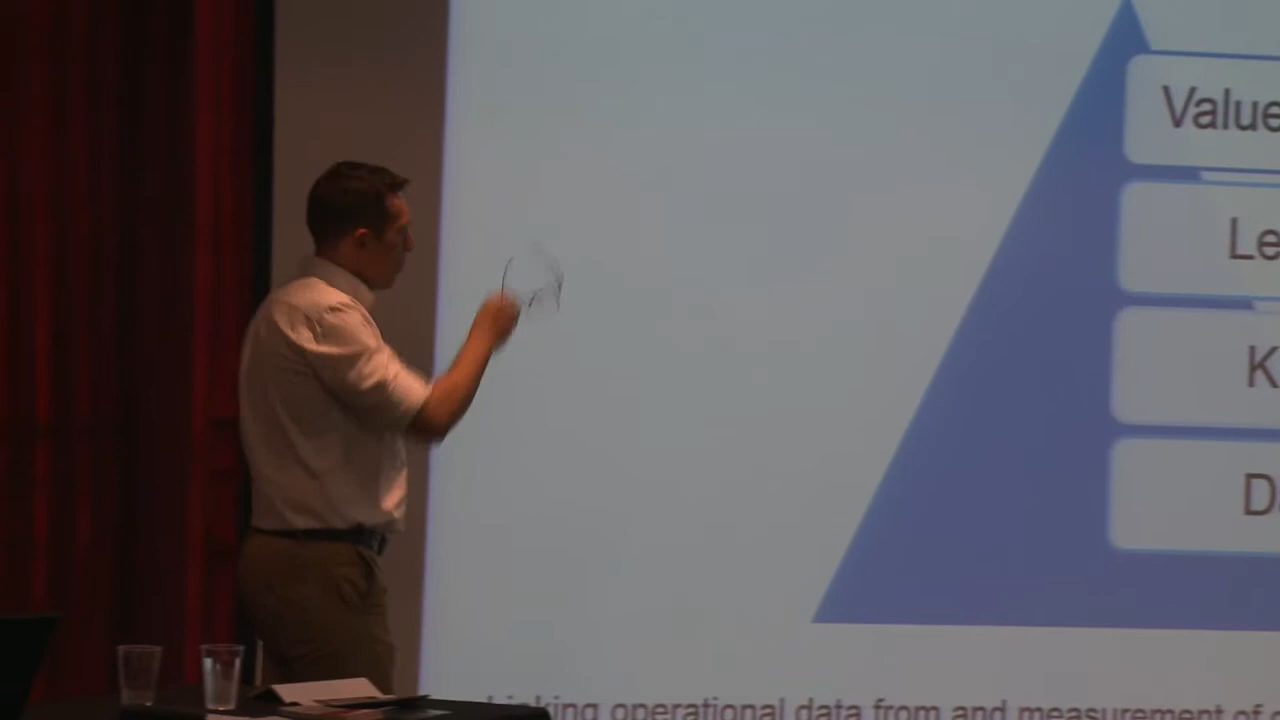 Value
Le
K
D
Linking operational data from and measurement of